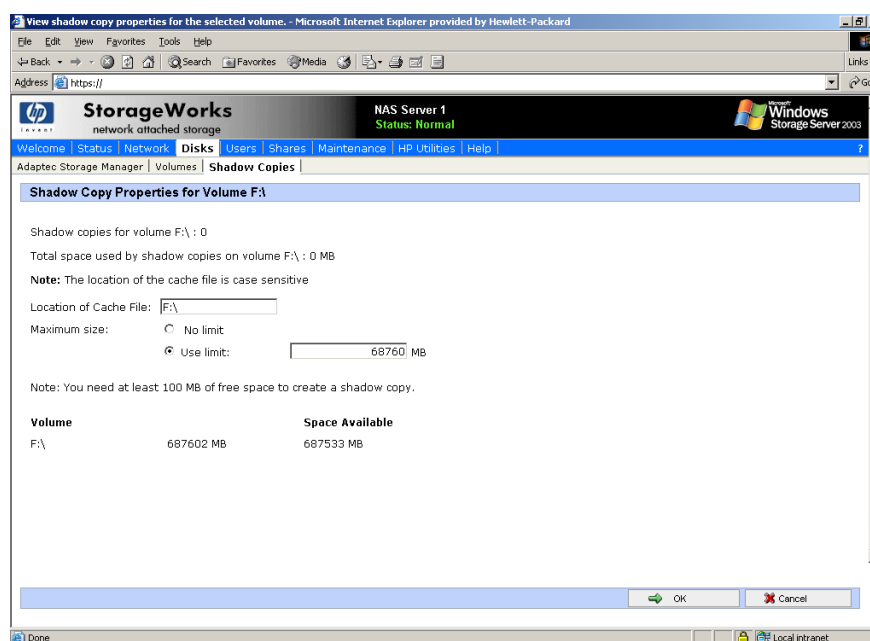 View shadow copy properties for the selected volume. - Microsoft Internet Explorer provided by Hewlett-Packard
File Edit View Favorites Tools Help
Back Search Favorites Media Links
Address https://
hp invent StorageWorks network attached storage
NAS Server 1
Status: Normal
Microsoft Windows Storage Server 2003
Welcome | Status | Network | Disks | Users | Shares | Maintenance | HP Utilities | Help | ?
Adaptec Storage Manager | Volumes | Shadow Copies |
Shadow Copy Properties for Volume F:\
Shadow copies for volume F:\ : 0
Total space used by shadow copies on volume F:\ : 0 MB
Note: The location of the cache file is case sensitive
Location of Cache File: F:\
Maximum size: No limit
Use limit: 68760 MB
Note: You need at least 100 MB of free space to create a shadow copy.
Volume Space Available
F:\ 687602 MB 687533 MB
OK Cancel
Done Local intranet